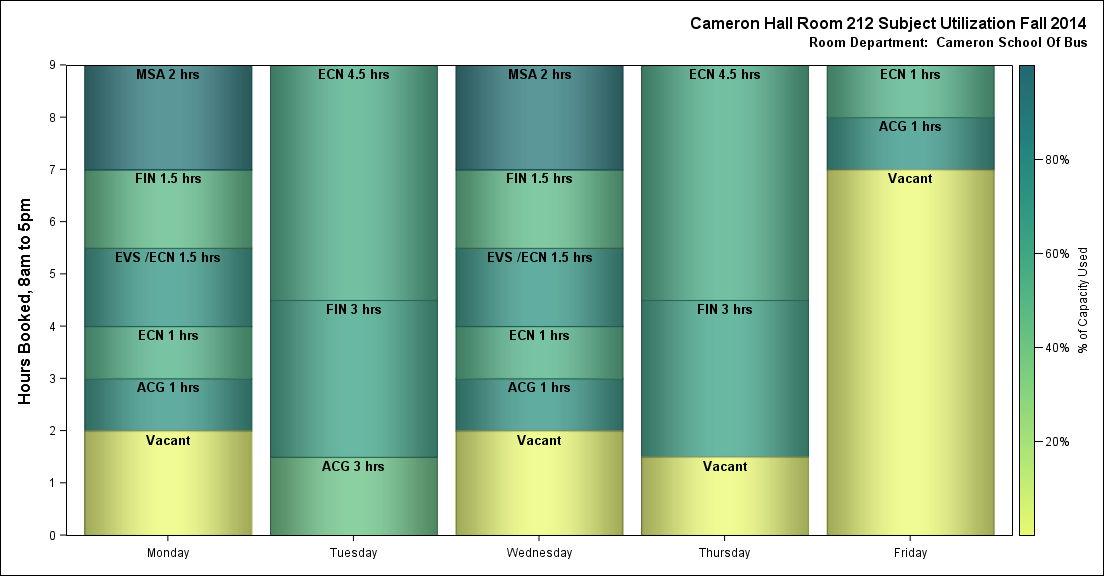 Cameron Hall Room 212 Subject Utilization Fall 2014
Room Department:  Cameron School Of Bus
Hours Booked, 8am to 5pm
9
8
7
6
5
4
3
2
1
0
MSA 2 hrs
FIN 1.5 hrs
EVS /ECN 1.5 hrs
ECN 1 hrs
ACG 1 hrs
Vacant
Monday
ECN 4.5 hrs
FIN 3 hrs
ACG 3 hrs
Tuesday
MSA 2 hrs
FIN 1.5 hrs
EVS /ECN 1.5 hrs
ECN 1 hrs
ACG 1 hrs
Vacant
Wednesday
ECN 4.5 hrs
FIN 3 hrs
Vacant
Thursday
ECN 1 hrs
ACG 1 hrs
Vacant
Friday
80%
60%
40%
20%
% of Capacity Used